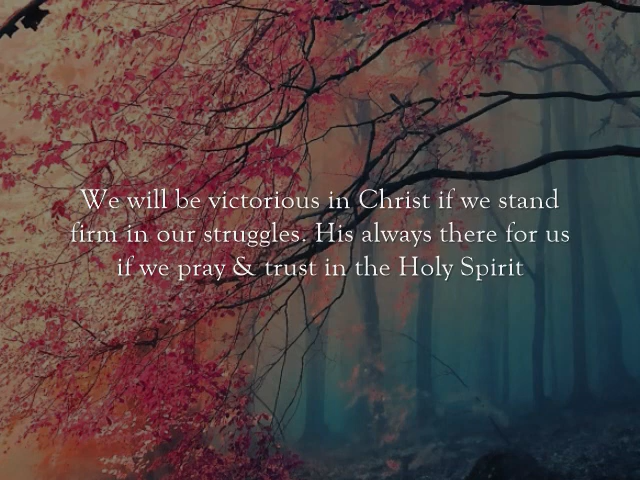 We will be victorious in Christ if we stand
firm in our struggles. His always there for us
if we pray & trust in the Holy Spirit